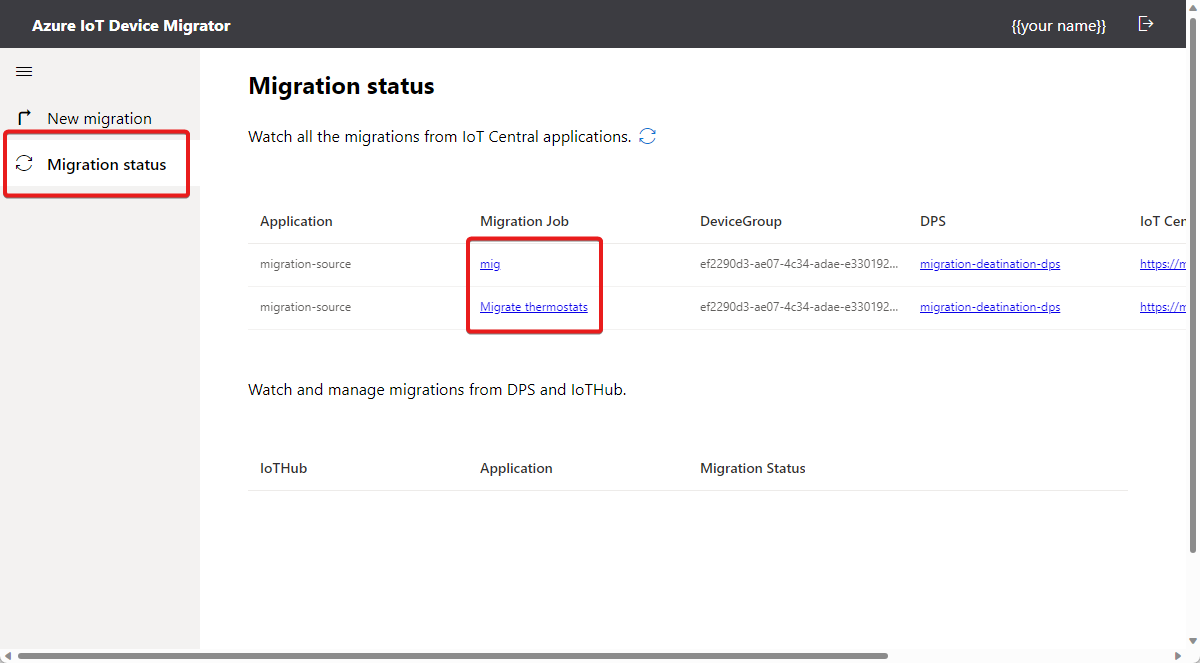 Azure IoT Device Migrator
{{your name}}
New migration
Migration status
Migration status
Watch all the migrations from IoT Central applications.
Application Migration Job DeviceGroup DPS IoT Cer
migration-source mig ef2290d3-ae07-4c34-adae-e330192... migration-deatination-dps https://m
migration-source Migrate thermostats ef2290d3-ae07-4c34-adae-e330192... migration-deatination-dps https://m
Watch and manage migrations from DPS and IoTHub.
IoTHub Application Migration Status